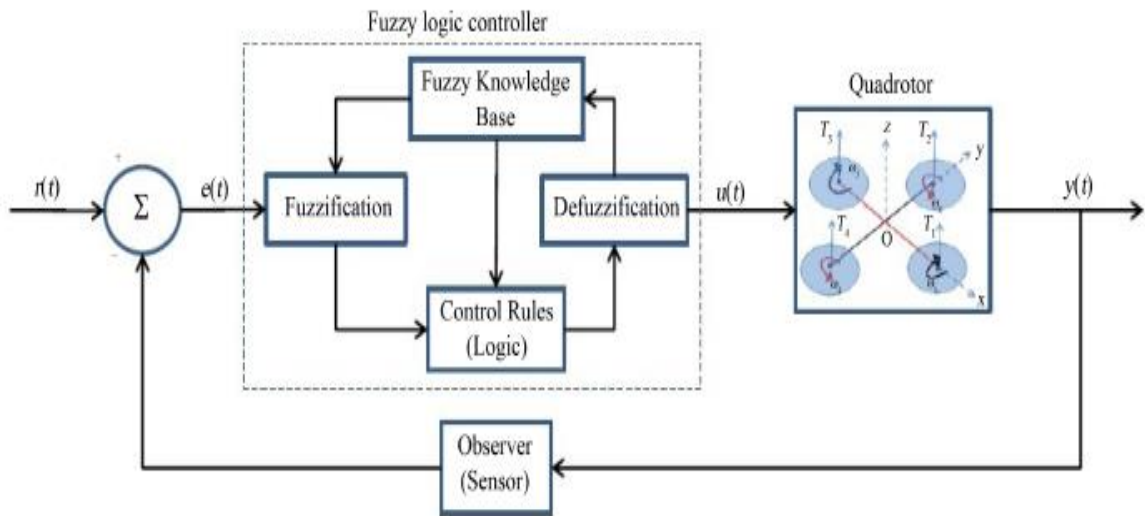 Fuzzy logic controller
Fuzzy Knowledge
Base
Quadrotor
T3
z
T2
y
+
r(t)
Σ
e(t)
Fuzzification
Defuzzification
u(t)
y(t)
T4
O
T1
x
−
Control Rules
(Logic)
Observer
(Sensor)